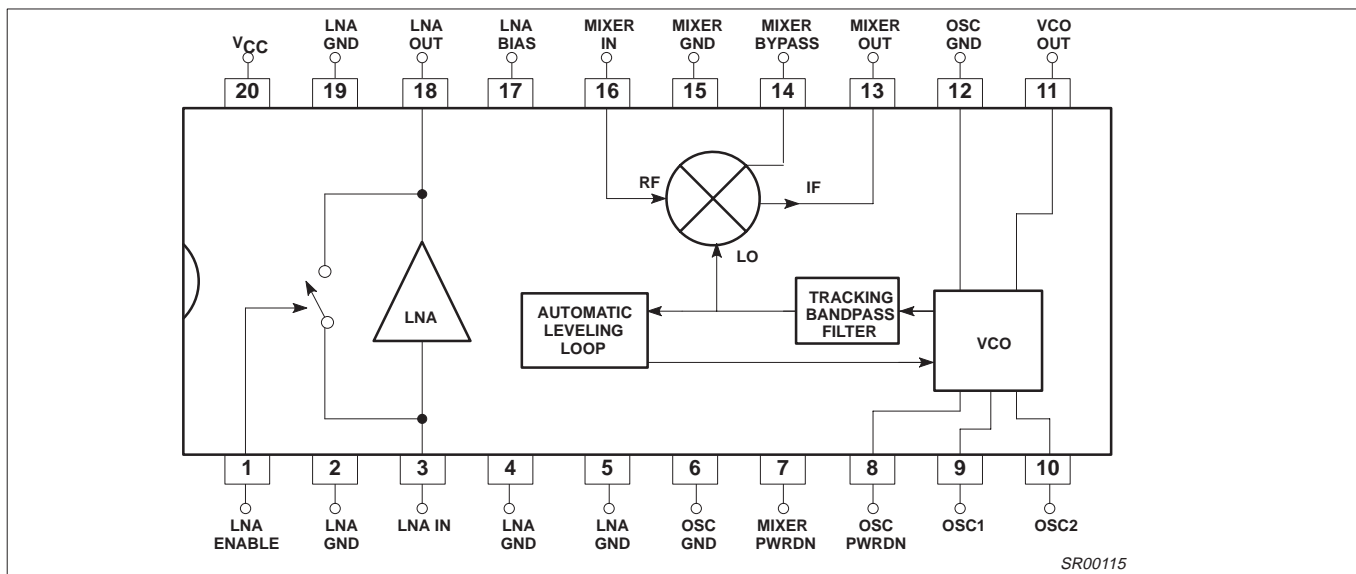 VCC
LNA
GND
LNA
OUT
LNA
BIAS
MIXER
IN
MIXER
GND
MIXER
BYPASS
MIXER
OUT
OSC
GND
VCO
OUT
20 19 18 17 16 15 14 13 12 11
RF
IF
LO
LNA
AUTOMATIC
LEVELING
LOOP
TRACKING
BANDPASS
FILTER
VCO
1 2 3 4 5 6 7 8 9 10
LNA
ENABLE
LNA
GND
LNA IN
LNA
GND
LNA
GND
OSC
GND
MIXER
PWRDN
OSC
PWRDN
OSC1
OSC2
SR00115